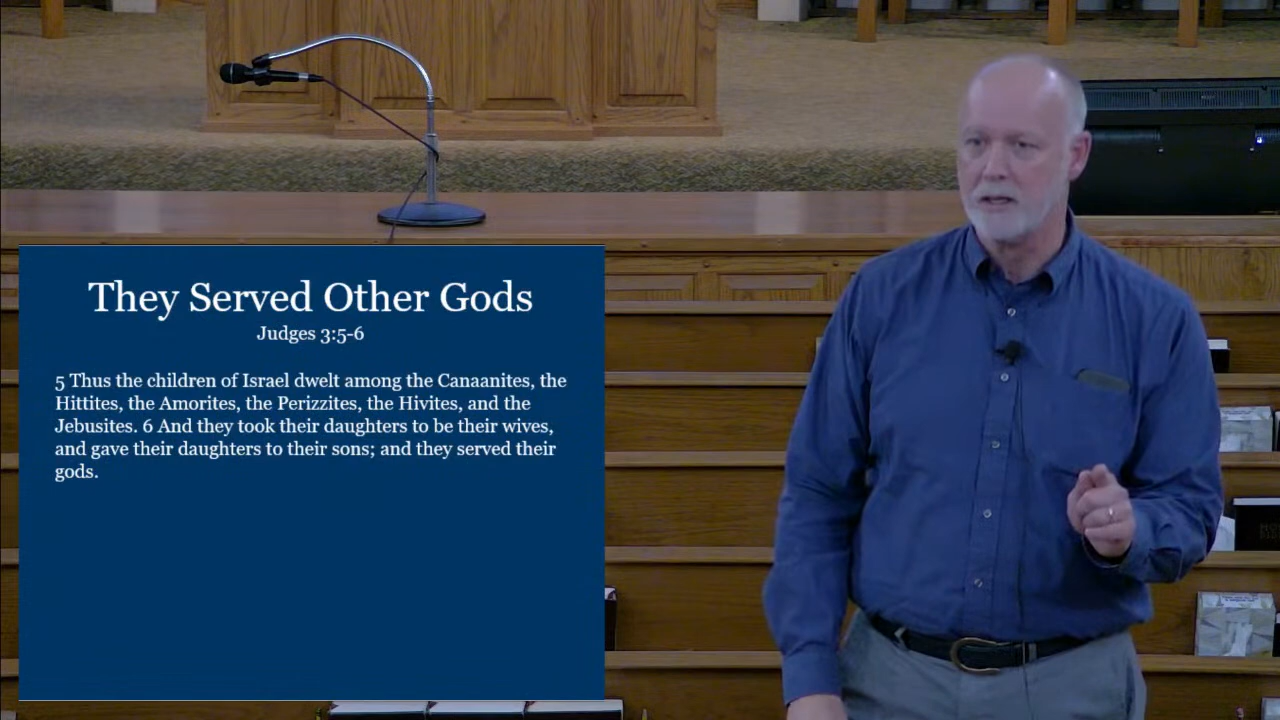 They Served Other Gods
Judges 3:5-6
5 Thus the children of Israel dwelt among the Canaanites, the
Hittites, the Amorites, the Perizzites, the Hivites, and the
Jebusites. 6 And they took their daughters to be their wives,
and gave their daughters to their sons; and they served their
gods.